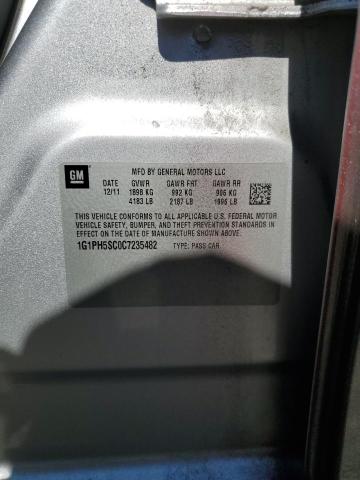 GM
MFD BY GENERAL MOTORS LLC
DATE GVWR GAWR FRT GAWR RR
12/11 1898 KG 992 KG 906 KG
4183 LB 2187 LB 1996 LB
THIS VEHICLE CONFORMS TO ALL APPLICABLE U.S. FEDERAL MOTOR
VEHICLE SAFETY, BUMPER, AND THEFT PREVENTION STANDARDS
IN EFFECT ON THE DATE OF MANUFACTURE SHOWN ABOVE.
1G1PH5SC0C7235482 TYPE: PASS CAR